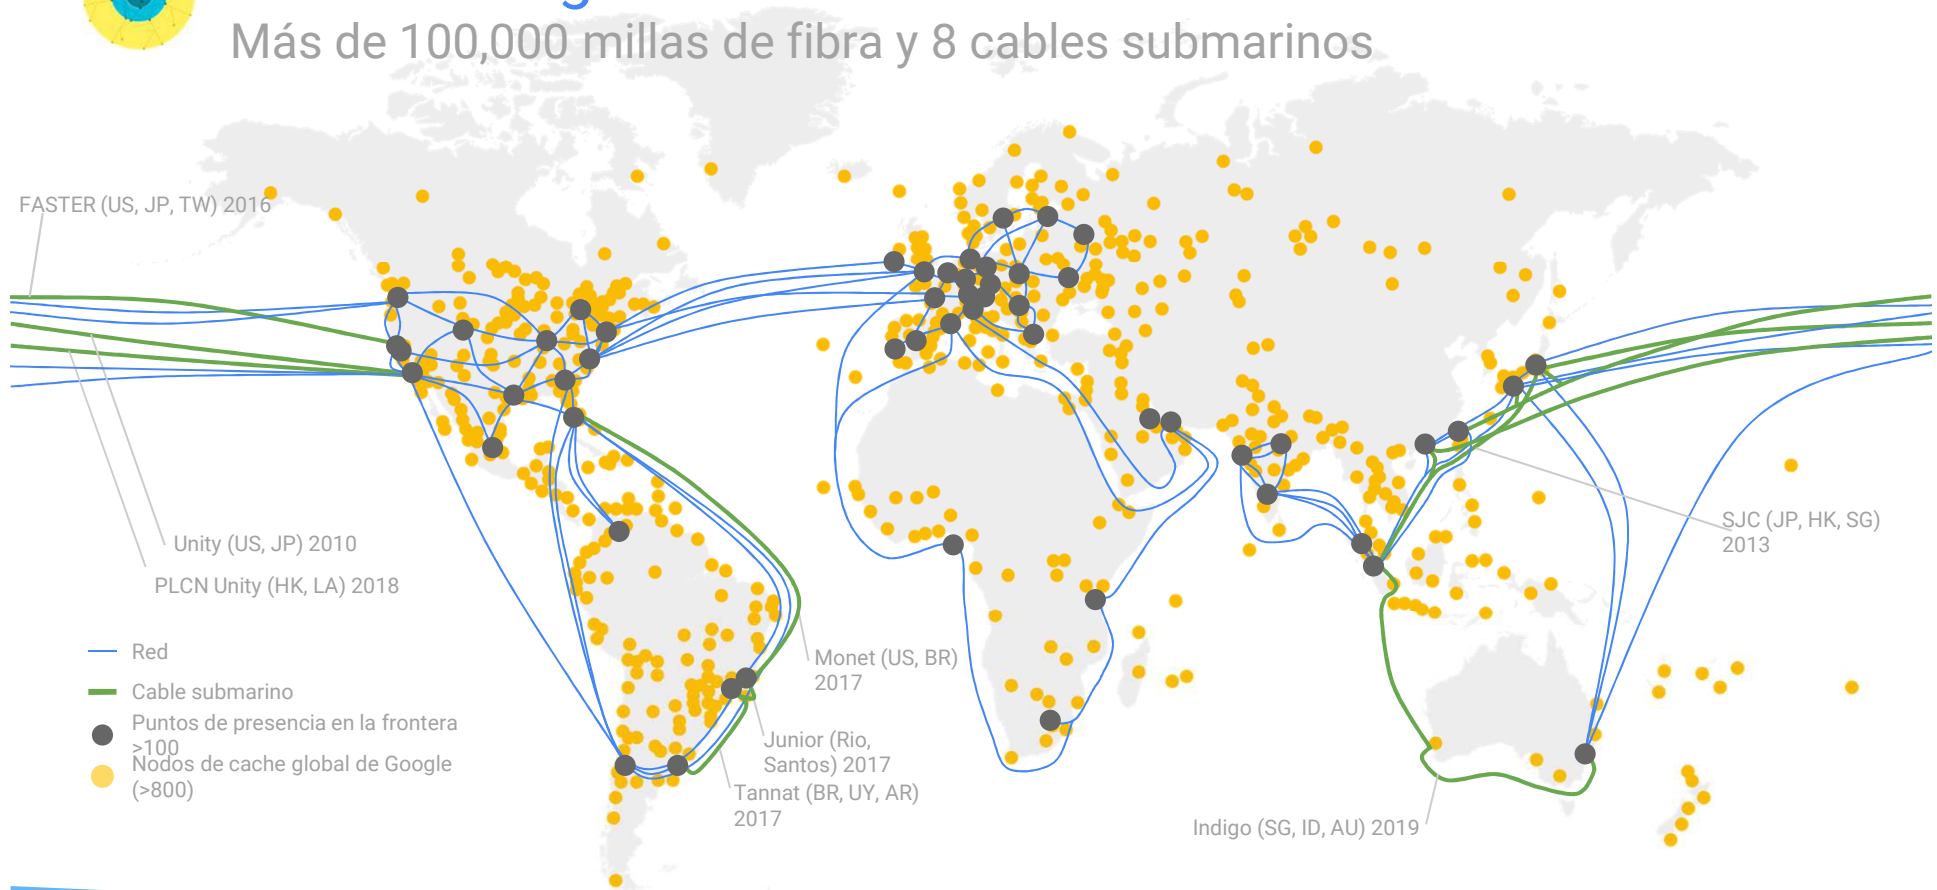 Más de 100,000 millas de fibra y 8 cables submarinos
FASTER (US, JP, TW) 2016
Unity (US, JP) 2010
PLCN Unity (HK, LA) 2018
SJC (JP, HK, SG)
2013
Monet (US, BR)
2017
Junior (Rio,
Santos) 2017
Tannat (BR, UY, AR)
2017
Indigo (SG, ID, AU) 2019
Red
Cable submarino
Puntos de presencia en la frontera
>100
Nodos de cache global de Google
(>800)